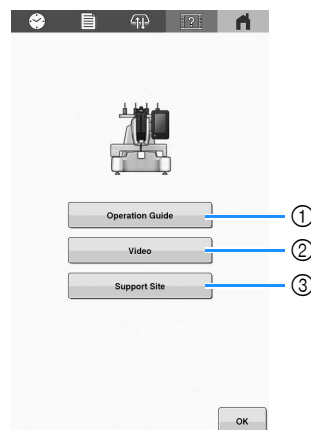 ?
Operation Guide ①
Video ②
Support Site ③
OK